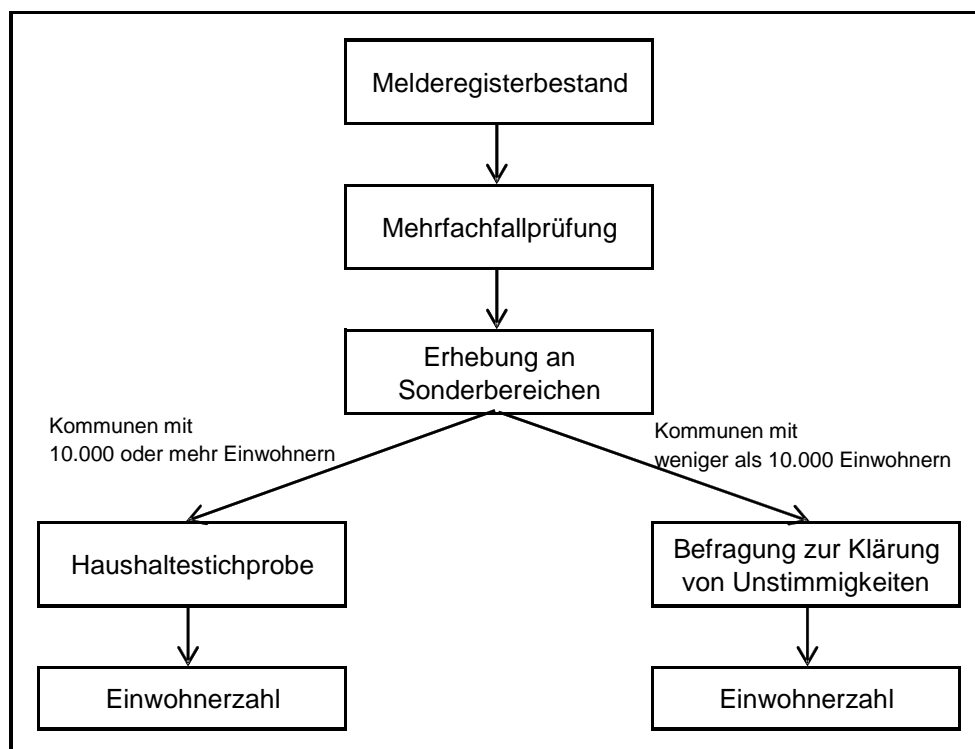 Melderegisterbestand
Mehrfachfallprüfung
Erhebung an
Sonderbereichen
Kommunen mit
10.000 oder mehr Einwohnern
Kommunen mit
weniger als 10.000 Einwohnern
Haushaltestichprobe
Befragung zur Klärung
von Unstimmigkeiten
Einwohnerzahl
Einwohnerzahl